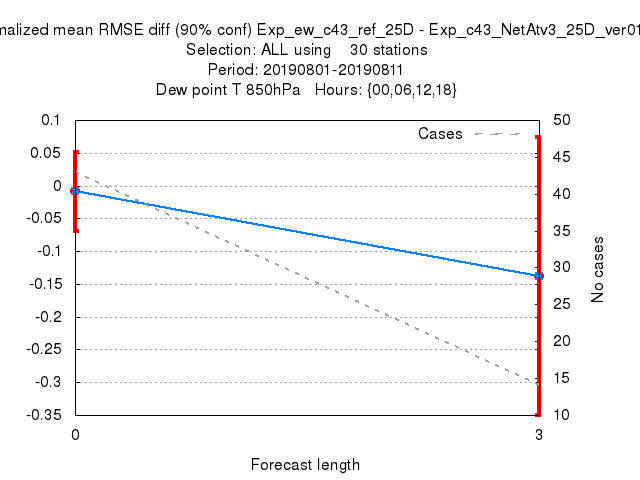 malized mean RMSE diff (90% conf) Exp_ew_c43_ref_25D - Exp_c43_NetAtv3_25D_ver01
Selection: ALL using 30 stations
Period: 20190801-20190811
Dew point T 850hPa Hours: {00,06,12,18}
Cases
0.1
0.05
0
-0.05
-0.1
-0.15
-0.2
-0.25
-0.3
-0.35
50
45
40
35
30
25
20
15
10
No cases
0 3
Forecast length